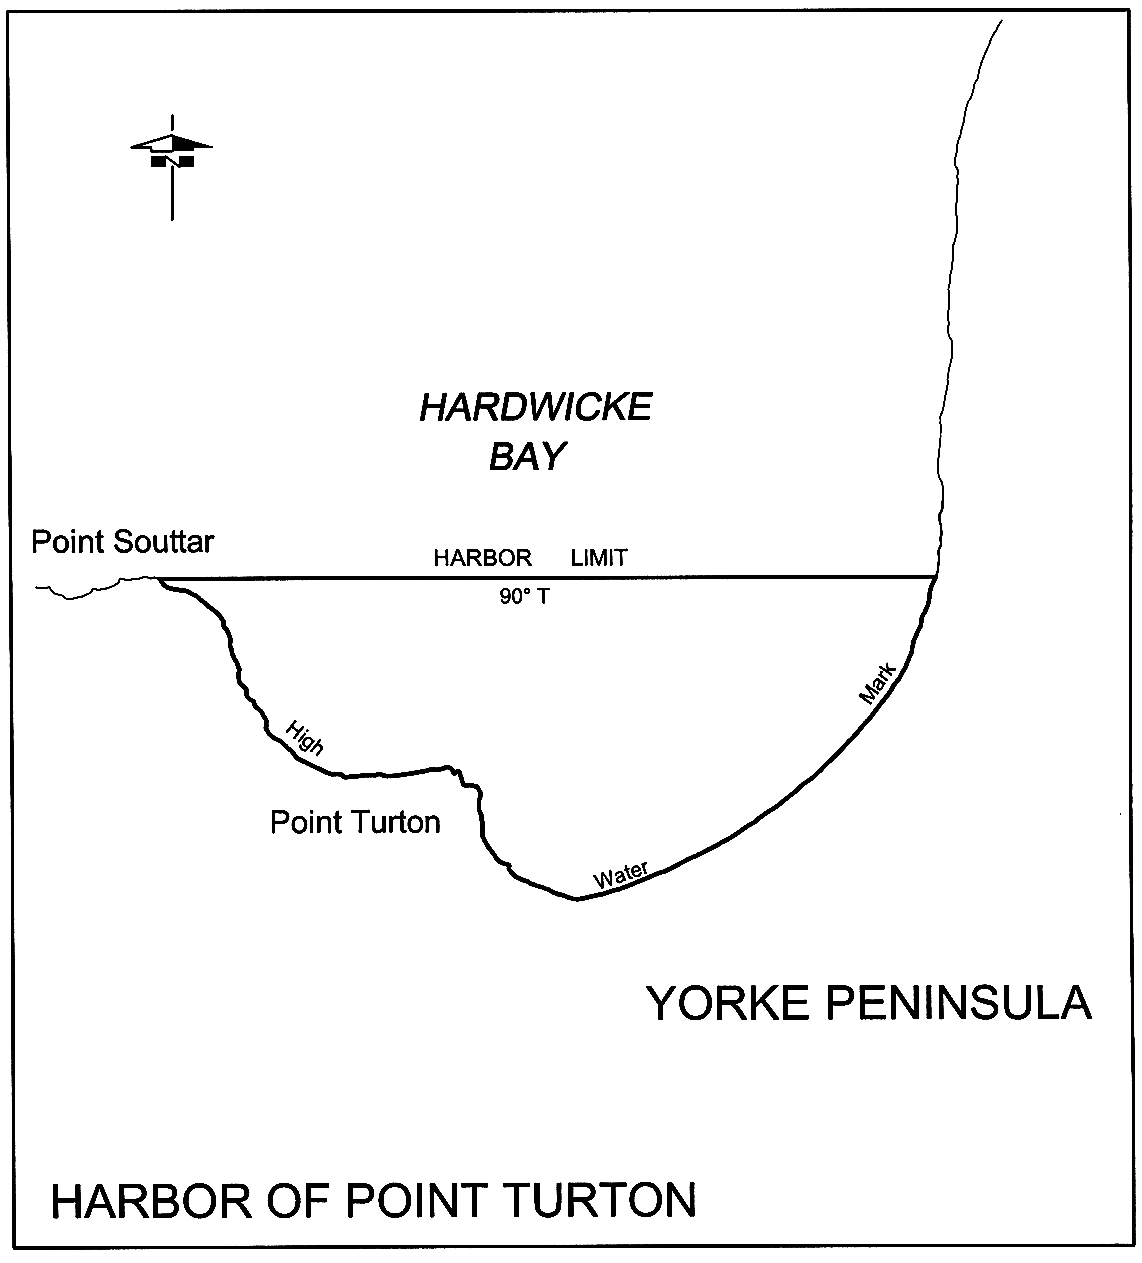 N
HARDWICKE
BAY
Point Souttar
HARBOR LIMIT
90° T
High
Water
Mark
Point Turton
YORKE PENINSULA
HARBOR OF POINT TURTON